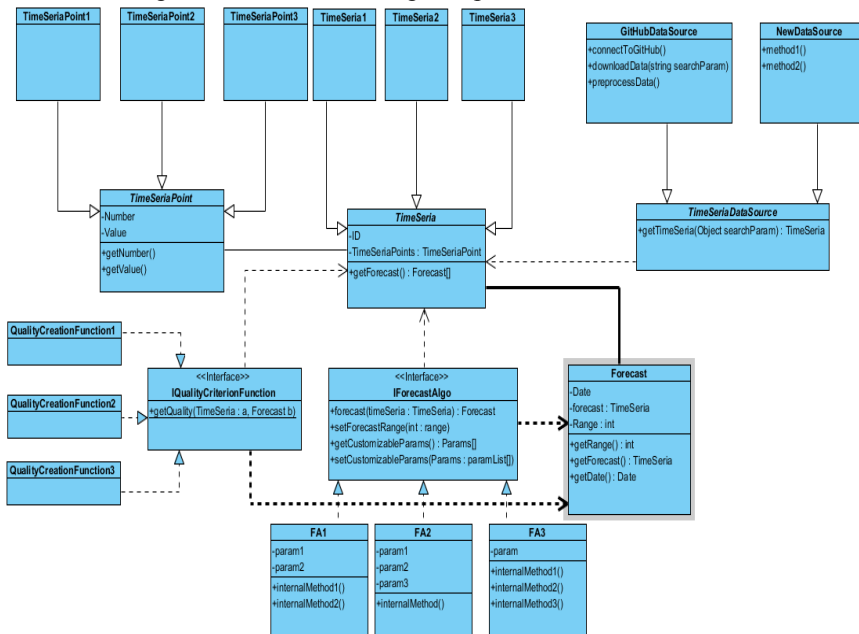 TimeSeriaPoint1
TimeSeriaPoint2
TimeSeriaPoint3
TimeSeria1
TimeSeria2
TimeSeria3
GitHubDataSource
+connectToGitHub()
+downloadData(string searchParam)
+preprocessData()
NewDataSource
+method1()
+method2()
TimeSeriaPoint
-Number
-Value
+getNumber()
+getValue()
TimeSeria
-ID
-TimeSeriaPoints : TimeSeriaPoint
+getForecast() : Forecast[]
TimeSeriaDataSource
+getTimeSeria(Object searchParam) : TimeSeria
QualityCreationFunction1
QualityCreationFunction2
QualityCreationFunction3
<<Interface>>
IQualityCriterionFunction
+getQuality(TimeSeria : a, Forecast b)
<<Interface>>
IForecastAlgo
+forecast(timeSeria : TimeSeria) : Forecast
+setForecastRange(int : range)
+getCustomizableParams() : Params[]
+setCustomizableParams(Params : paramList[])
Forecast
-Date
-forecast : TimeSeria
-Range : int
+getRange() : int
+getForecast() : TimeSeria
+getDate() : Date
FA1
-param1
-param2
+internalMethod1()
+internalMethod2()
FA2
-param1
-param2
-param3
+internalMethod()
FA3
-param
+internalMethod1()
+internalMethod2()
+internalMethod3()